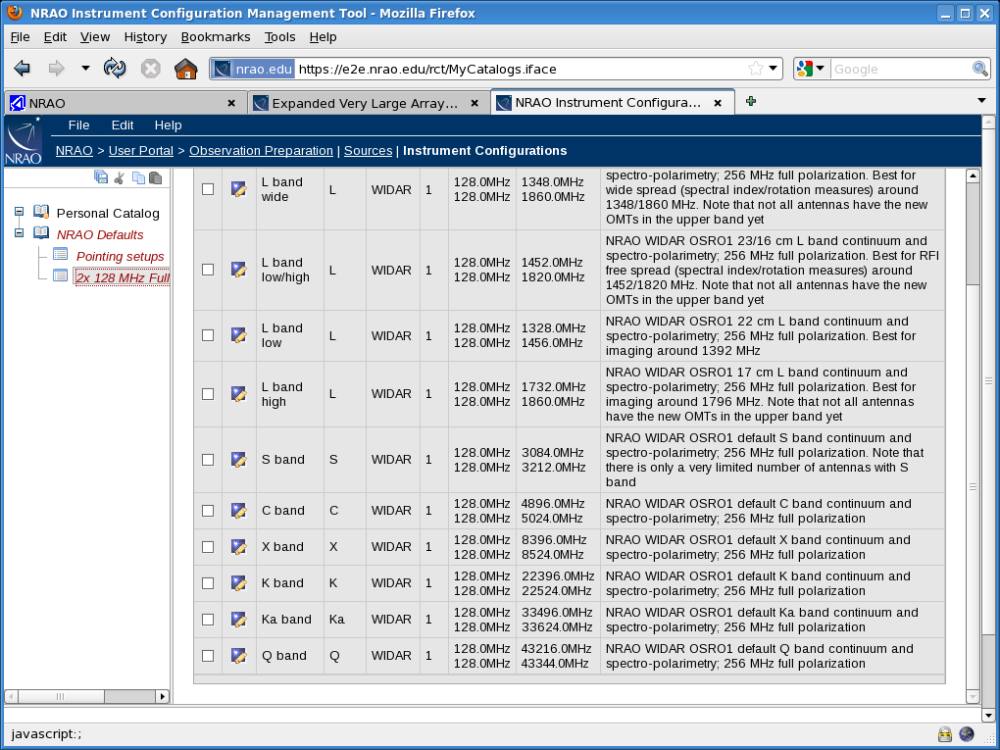 NRAO Instrument Configuration Management Tool - Mozilla Firefox
File Edit View History Bookmarks Tools Help
nrao.edu https://e2e.nrao.edu/rct/MyCatalogs.iface Google
NRAO Expanded Very Large Array... NRAO Instrument Configura...
File Edit Help
NRAO
NRAO > User Portal > Observation Preparation | Sources | Instrument Configurations
Personal Catalog
NRAO Defaults
Pointing setups
2x 128 MHz Full
L band wide L WIDAR 1 128.0MHz 128.0MHz 1348.0MHz 1860.0MHz
spectro-polarimetry; 256 MHz full polarization. Best for
wide spread (spectral index/rotation measures) around
1348/1860 MHz. Note that not all antennas have the new
OMTs in the upper band yet
L band low/high L WIDAR 1 128.0MHz 128.0MHz 1452.0MHz 1820.0MHz
NRAO WIDAR OSRO1 23/16 cm L band continuum and
spectro-polarimetry; 256 MHz full polarization. Best for RFI
free spread (spectral index/rotation measures) around
1452/1820 MHz. Note that not all antennas have the new
OMTs in the upper band yet
L band low L WIDAR 1 128.0MHz 128.0MHz 1328.0MHz 1456.0MHz
NRAO WIDAR OSRO1 22 cm L band continuum and
spectro-polarimetry; 256 MHz full polarization. Best for
imaging around 1392 MHz
L band high L WIDAR 1 128.0MHz 128.0MHz 1732.0MHz 1860.0MHz
NRAO WIDAR OSRO1 17 cm L band continuum and
spectro-polarimetry; 256 MHz full polarization. Best for
imaging around 1796 MHz. Note that not all antennas
have the new OMTs in the upper band yet
S band S WIDAR 1 128.0MHz 128.0MHz 3084.0MHz 3212.0MHz
NRAO WIDAR OSRO1 default S band continuum and
spectro-polarimetry; 256 MHz full polarization. Note that
there is only a very limited number of antennas with S
band
C band C WIDAR 1 128.0MHz 128.0MHz 4896.0MHz 5024.0MHz
NRAO WIDAR OSRO1 default C band continuum and
spectro-polarimetry; 256 MHz full polarization
X band X WIDAR 1 128.0MHz 128.0MHz 8396.0MHz 8524.0MHz
NRAO WIDAR OSRO1 default X band continuum and
spectro-polarimetry; 256 MHz full polarization
K band K WIDAR 1 128.0MHz 128.0MHz 22396.0MHz 22524.0MHz
NRAO WIDAR OSRO1 default K band continuum and
spectro-polarimetry; 256 MHz full polarization
Ka band Ka WIDAR 1 128.0MHz 128.0MHz 33496.0MHz 33624.0MHz
NRAO WIDAR OSRO1 default Ka band continuum and
spectro-polarimetry; 256 MHz full polarization
Q band Q WIDAR 1 128.0MHz 128.0MHz 43216.0MHz 43344.0MHz
NRAO WIDAR OSRO1 default Q band continuum and
spectro-polarimetry; 256 MHz full polarization
javascript:;